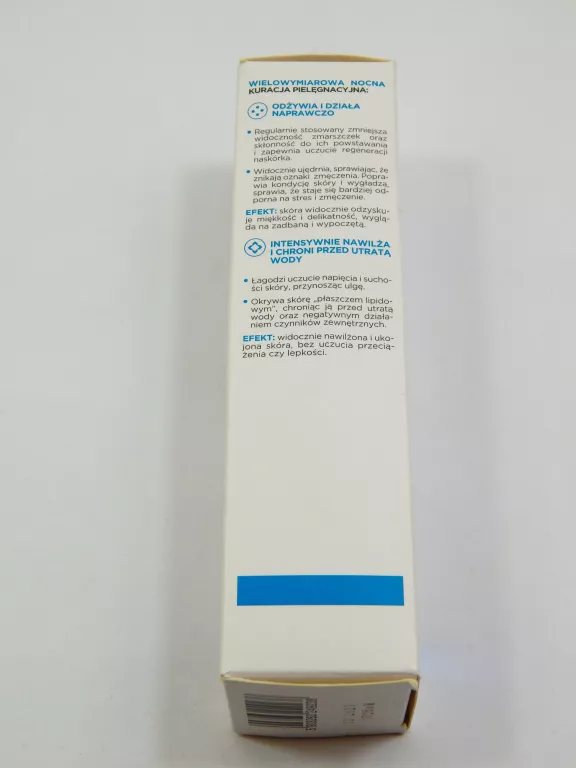 WIELOWYMIAROWA NOCNA
KURACJA PIELĘGNACYJNA:
ODŻYWIA I DZIAŁA
NAPRAWCZO
• Regularnie stosowany zmniejsza
widoczność zmarszczek oraz
skłonność do ich powstawania
i zapewnia uczucie regeneracji
naskórka.
• Widocznie ujędrnia, sprawiając, że
znikają oznaki zmęczenia. Popra-
wia kondycję skóry i wygładza,
sprawia, że staje się bardziej od-
porna na stres i zmęczenie.
EFEKT: skóra widocznie odzysku-
je miękkość i delikatność, wyglą-
da na zadbaną i wypoczętą.
INTENSYWNIE NAWILŻA
I CHRONI PRZED UTRATĄ
WODY
• Łagodzi uczucie napięcia i sucho-
ści skóry, przynosząc ulgę.
• Okrywa skórę „płaszczem lipido-
wym", chroniąc ją przed utratą
wody oraz negatywnym działa-
niem czynników zewnętrznych.
EFEKT: widocznie nawilżona i uko-
jona skóra, bez uczucia przecią-
żenia czy lepkości.